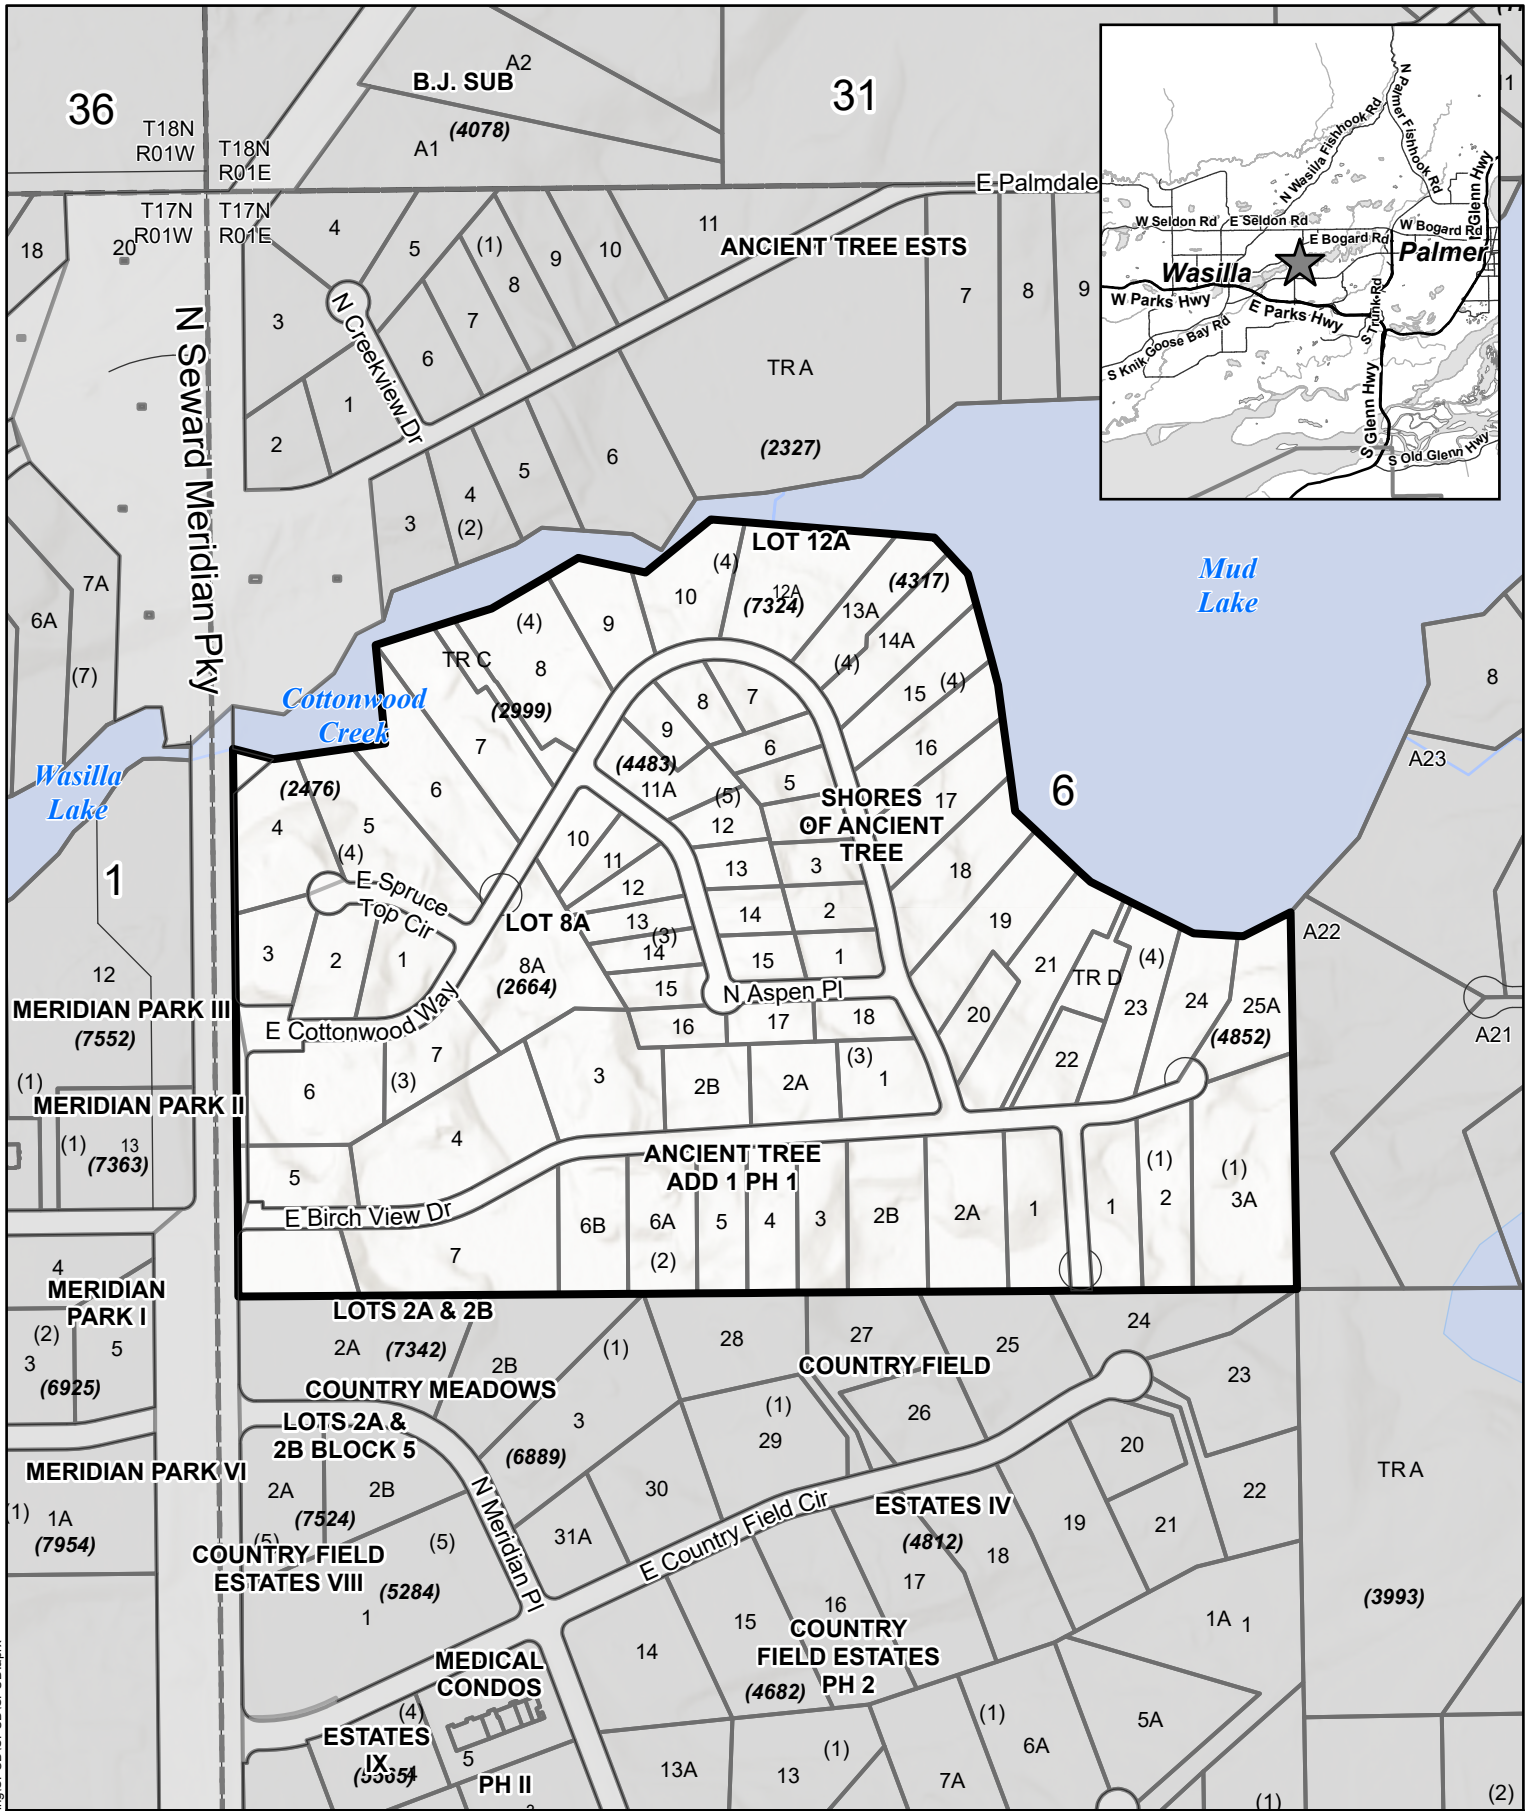 36
31
B.J. SUB
A2
(4078)
A1
T18N
R01W
T18N
R01E
T17N
R01W
T17N
R01E
E Palmdale
N Palmer Fishhook Rd
N Wasilla Fishhook Rd
N Glenn Hwy
W Seldon Rd
E Seldon Rd
W Bogard Rd
E Bogard Rd
Palmer
Wasilla
W Parks Hwy
E Parks Hwy
S Trunk Rd
S Knik Goose Bay Rd
S Glenn Hwy
S Old Glenn Hwy
11
18
20
4
5
(1)
8
9
10
11
ANCIENT TREE ESTS
7
8
9
3
N Creekview Dr
7
6
6
TR A
1
2
(2327)
5
4
(2)
3
6
N Seward Meridian Pky
7A
6A
(7)
LOT 12A
(4)
12A
(7324)
(4317)
10
13A
14A
(4)
15
(4)
Mud
Lake
8
(4)
9
TR C
8
(2999)
Cottonwood
Creek
8
7
9
6
(4483)
11A
5
(5)
16
17
6
A23
Wasilla
Lake
(2476)
7
6
4
5
(4)
SHORES
OF ANCIENT
TREE
10
11
12
12
13
3
18
1
E Spruce
Top Cir
LOT 8A
13
(3)
14
14
2
19
A22
3
2
1
8A
(2664)
15
15
1
N Aspen Pl
21
TR D
(4)
23
24
25A
(4852)
12
MERIDIAN PARK III
(7552)
E Cottonwood Way
16
17
18
20
A21
7
(3)
3
2B
2A
(3)
1
22
(1)
MERIDIAN PARK II
6
(1)
13
(7363)
4
5
ANCIENT TREE
ADD 1 PH 1
E Birch View Dr
6B
6A
(2)
5
4
3
2B
2A
1
1
(1)
2
(1)
3A
7
4
MERIDIAN
PARK I
(2)
3
5
(6925)
LOTS 2A & 2B
2A
(7342)
2B
(1)
28
27
25
24
COUNTRY FIELD
23
COUNTRY MEADOWS
LOTS 2A &
2B BLOCK 5
3
(6889)
(1)
29
26
20
MERIDIAN PARK VI
2A
2B
(7524)
30
22
TR A
1A
(7954)
(5)
(5)
N Meridian Pl
31A
E Country Field Cir
ESTATES IV
(4812)
19
21
COUNTRY FIELD
ESTATES VIII
(5284)
1
18
17
16
15
14
(3993)
1A
1
COUNTRY
FIELD ESTATES
PH 2
(4682)
MEDICAL
CONDOS
(4)
ESTATES
IX
(5565)
4
5
PH II
13A
13
(1)
7A
(1)
6A
5A
(1)
(2)